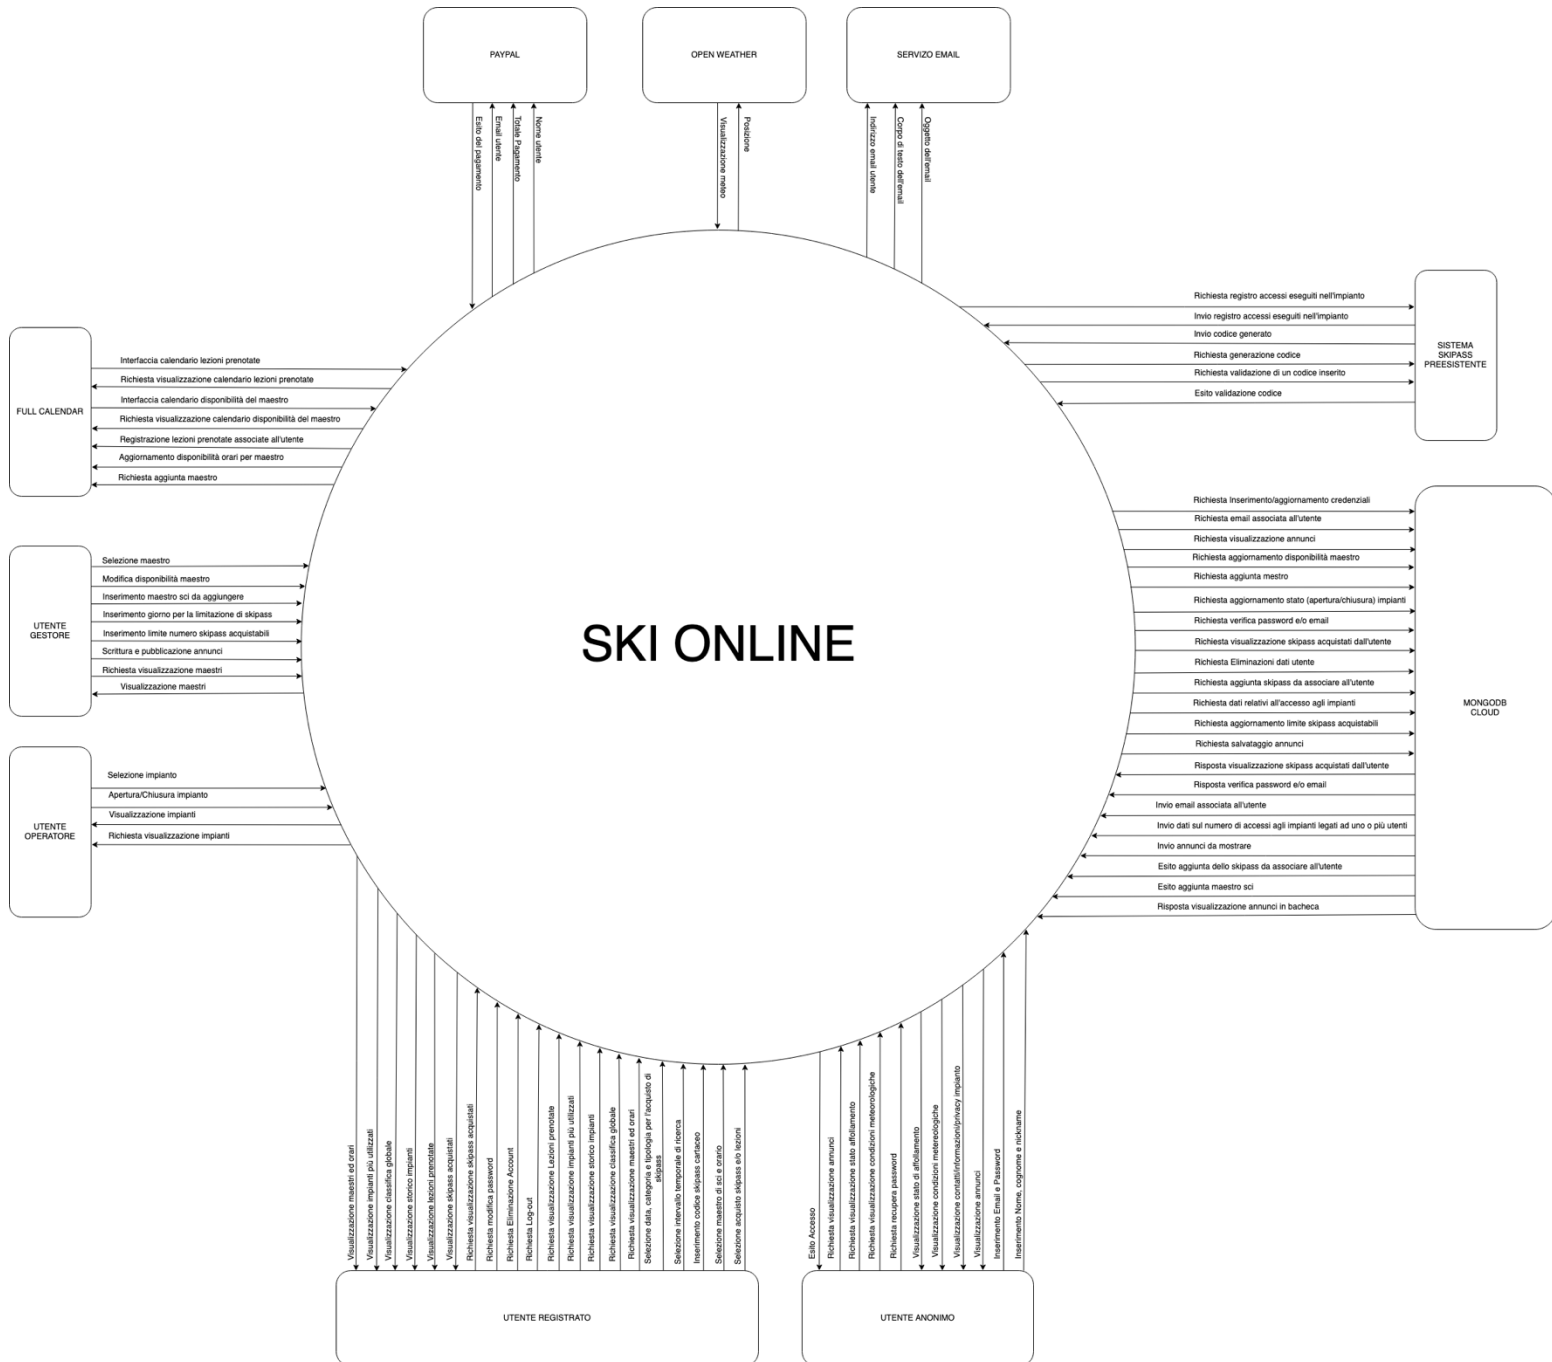 PAYPAL
OPEN WEATHER
SERVIZO EMAIL
Esito del pagamento
Email utente
Totale Pagamento
Nome utente
Visualizzazione meteo
Posizione
Indirizzo email utente
Corpo di testo dell'email
Oggetto dell'email
FULL CALENDAR
Interfaccia calendario lezioni prenotate
Richiesta visualizzazione calendario lezioni prenotate
Interfaccia calendario disponibilità del maestro
Richiesta visualizzazione calendario disponibilità del maestro
Registrazione lezioni prenotate associate all'utente
Aggiornamento disponibilità orari per maestro
Richiesta aggiunta maestro
SISTEMA
SKIPASS
PREESISTENTE
Richiesta registro accessi eseguiti nell'impianto
Invio registro accessi eseguiti nell'impianto
Invio codice generato
Richiesta generazione codice
Richiesta validazione di un codice inserito
Esito validazione codice
UTENTE
GESTORE
Selezione maestro
Modifica disponibilità maestro
Inserimento maestro sci da aggiungere
Inserimento giorno per la limitazione di skipass
Inserimento limite numero skipass acquistabili
Scrittura e pubblicazione annunci
Richiesta visualizzazione maestri
Visualizzazione maestri
SKI ONLINE
UTENTE
OPERATORE
Selezione impianto
Apertura/Chiusura impianto
Visualizzazione impianti
Richiesta visualizzazione impianti
MONGODB
CLOUD
Richiesta Inserimento/aggiornamento credenziali
Richiesta email associata all'utente
Richiesta visualizzazione annunci
Richiesta aggiornamento disponibilità maestro
Richiesta aggiunta mestro
Richiesta aggiornamento stato (apertura/chiusura) impianti
Richiesta verifica password e/o email
Richiesta visualizzazione skipass acquistati dall'utente
Richiesta Eliminazioni dati utente
Richiesta aggiunta skipass da associare all'utente
Richiesta dati relativi all'accesso agli impianti
Richiesta aggiornamento limite skipass acquistabili
Richiesta salvataggio annunci
Risposta visualizzazione skipass acquistati dall'utente
Risposta verifica password e/o email
Invio email associata all'utente
Invio dati sul numero di accessi agli impianti legati ad uno o più utenti
Invio annunci da mostrare
Esito aggiunta dello skipass da associare all'utente
Esito aggiunta maestro sci
Risposta visualizzazione annunci in bacheca
Visualizzazione maestri ed orari
Visualizzazione impianti più utilizzati
Visualizzazione classifica globale
Visualizzazione storico impianti
Visualizzazione lezioni prenotate
Visualizzazione skipass acquistati
Richiesta visualizzazione skipass acquistati
Richiesta modifica password
Richiesta Eliminazione Account
Richiesta Log-out
Richiesta visualizzazione Lezioni prenotate
Richiesta visualizzazione impianti più utilizzati
Richiesta visualizzazione storico impianti
Richiesta visualizzazione classifica globale
Richiesta visualizzazione maestri ed orari
Selezione data, categoria e tipologia per l'acquisto di
skipass
Selezione intervallo temporale di ricerca
Inserimento codice skipass cartaceo
Selezione maestro di sci e orario
Selezione acquisto skipass e/o lezioni
UTENTE REGISTRATO
Esito Accesso
Richiesta visualizzazione annunci
Richiesta visualizzazione stato affollamento
Richiesta visualizzazione condizioni meteorologiche
Richiesta recupera password
Visualizzazione stato di affollamento
Visualizzazione condizioni metereologiche
Visualizzazione contatti/informazioni/privacy impianto
Visualizzazione annunci
Inserimento Email e Password
Inserimento Nome, cognome e nickname
UTENTE ANONIMO